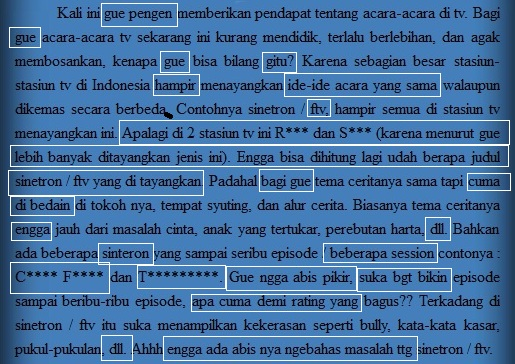 Kali ini gue pengen memberikan pendapat tentang acara-acara di tv. Bagi
gue acara-acara tv sekarang ini kurang mendidik, terlalu berlebihan, dan agak
membosankan, kenapa gue bisa bilang gitu? Karena sebagian besar stasiun-
stasiun tv di Indonesia hampir menayangkan ide-ide acara yang sama walaupun
dikemas secara berbeda. Contohnya sinetron / ftv, hampir semua di stasiun tv
menayangkan ini. Apalagi di 2 stasiun tv ini R*** dan S*** (karena menurut gue
lebih banyak ditayangkan jenis ini). Engga bisa dihitung lagi udah berapa judul
sinetron / ftv yang di tayangkan. Padahal bagi gue tema ceritanya sama tapi cuma
di bedain di tokoh nya, tempat syuting, dan alur cerita. Biasanya tema ceritanya
engga jauh dari masalah cinta, anak yang tertukar, perebutan harta, dll. Bahkan
ada beberapa sinteron yang sampai seribu episode / beberapa session contonya :
C**** F**** dan T*********. Gue ngga abis pikir, suka bgt bikin episode
sampai beribu-ribu episode, apa cuma demi rating yang bagus?? Terkadang di
sinetron / ftv itu suka menampilkan kekerasan seperti bully, kata-kata kasar,
pukul-pukulan, dll. Ahhh engga ada abis nya ngebahas masalah ttg sinetron / ftv.